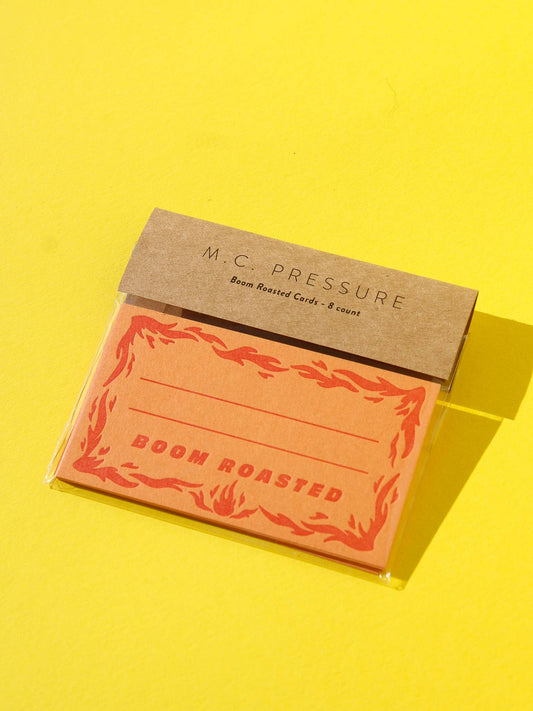 M.C. PRESSURE
Boom Roasted Cards - 8 count
BOOM ROASTED